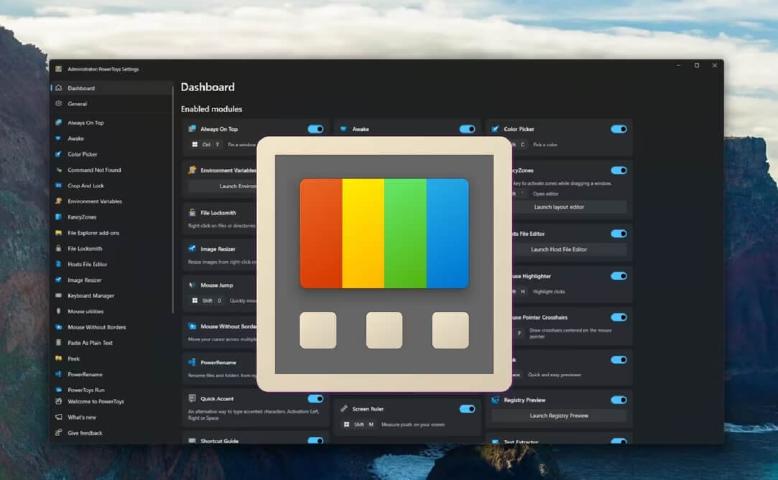 Administrator: PowerToys Settings
Dashboard
General
Always On Top
Awake
Color Picker
Command Not Found
Crop And Lock
Environment Variables
FancyZones
File Explorer add-ons
File Locksmith
Hosts File Editor
Image Resizer
Keyboard Manager
Mouse utilities
Mouse Without Borders
Paste As Plain Text
Peek
PowerRename
PowerToys Run
Welcome to PowerToys
What's new
Give feedback
Dashboard
Enabled modules
Always On Top
Ctrl T Pin a window
Environment Variables
Launch Environ
File Locksmith
Right-click on files or directories
Image Resizer
Resize images from right-click
Mouse Jump
Shift D Quickly
Mouse Without Borde
Move your cursor across multiple
PowerRename
Rename files and folders from
Quick Accent
An alternative way to type accented characters. Activation: Left,
Right or Space
Shortcut Guide
Awake
Screen Ruler
Shift M Measure pixels on your screen
Color Picker
C Pick a color
ncyZones
key to activate zones while dragging a window.
Open editor
Launch layout editor
sts File Editor
Launch Host File Editor
use Highlighter
H Highlight clicks
use Pointer Crosshairs
P Draw crosshairs centered on the mouse
pointer
Quick and easy previewer
Registry Preview
Launch Registry Preview
Text Extractor